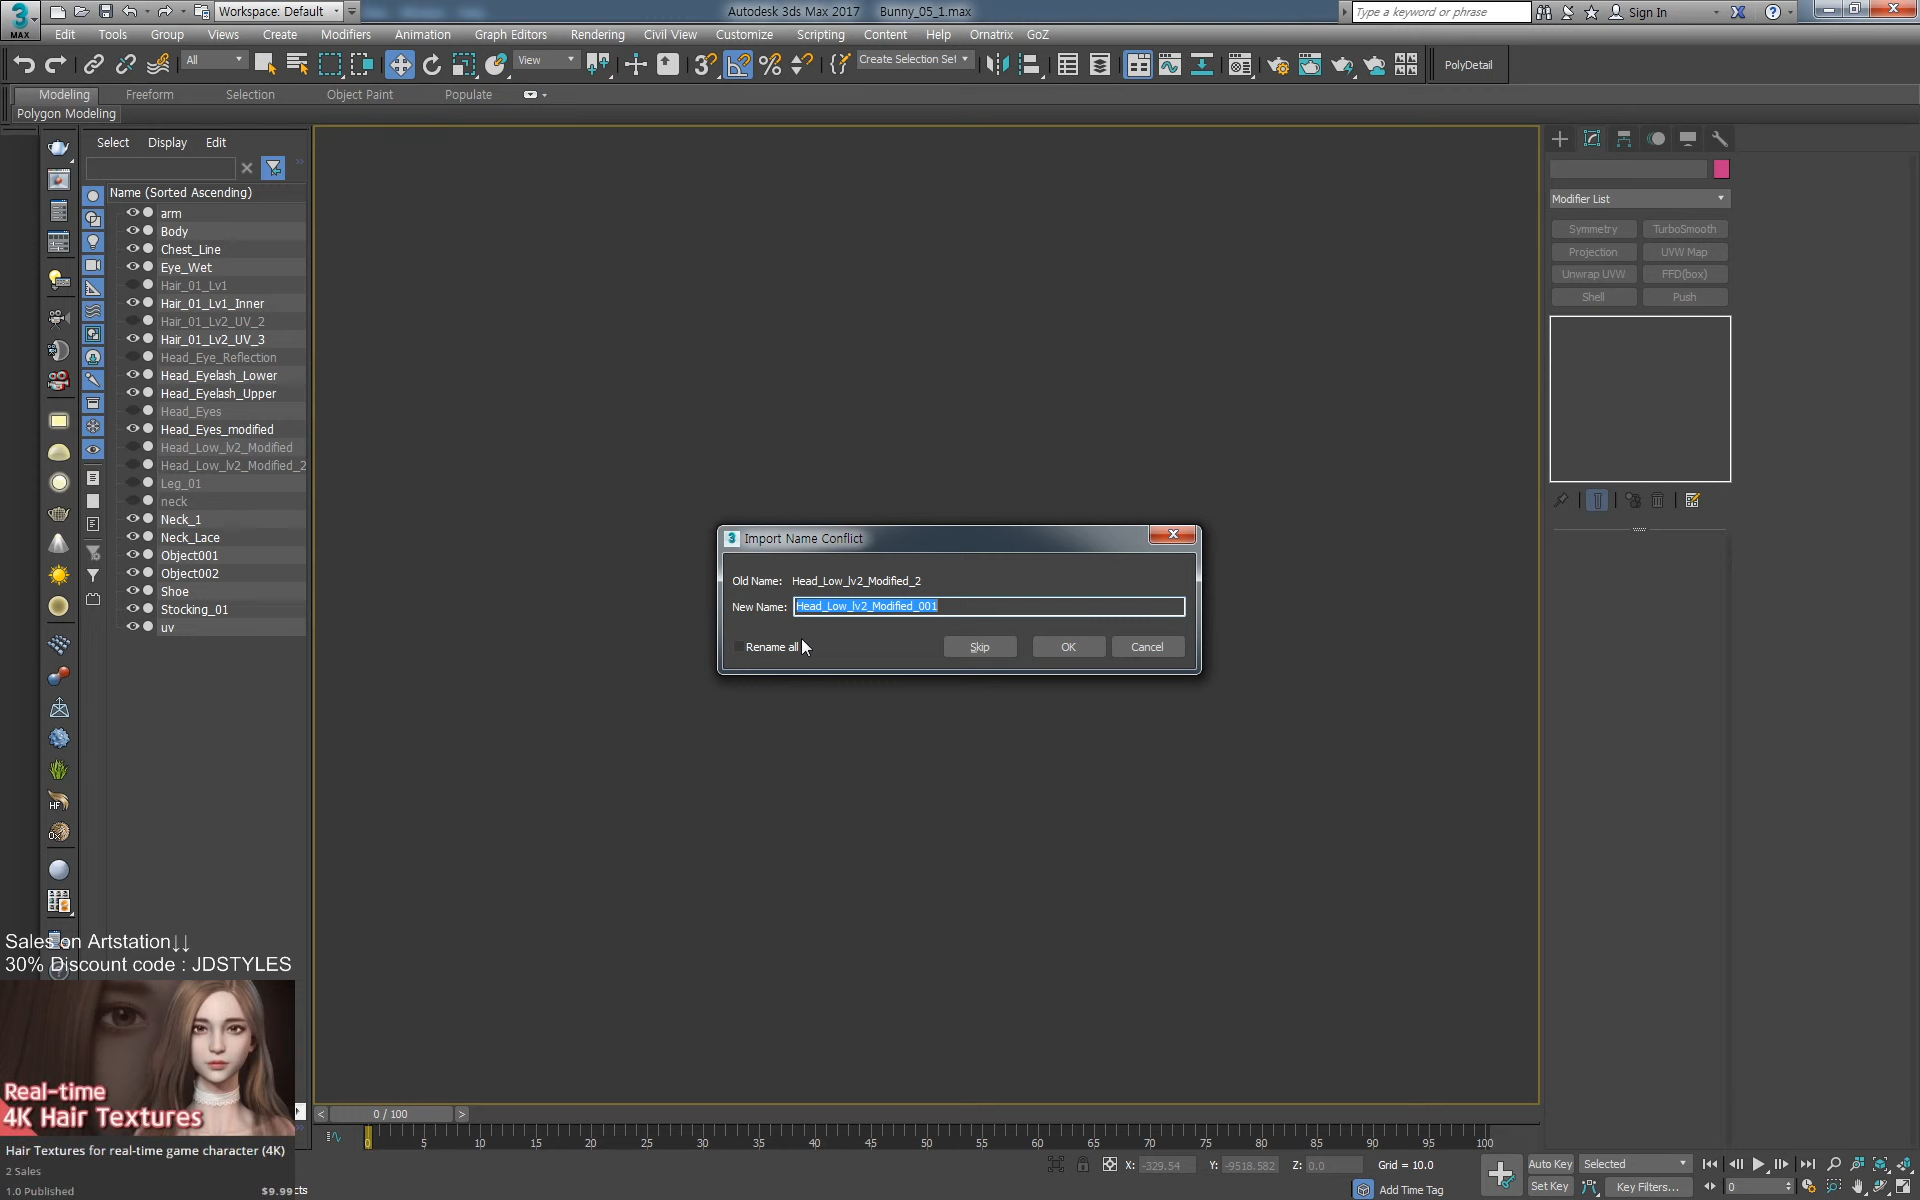 3 MAX Workspace: Default Autodesk 3ds Max 2017 Bunny_05_1.max Type a keyword or phrase Sign In
Edit Tools Group Views Create Modifiers Animation Graph Editors Rendering Civil View Customize Scripting Content Help Ornatrix GoZ
All View Create Selection Set PolyDetail
Modeling Freeform Selection Object Paint Populate
Polygon Modeling
Select Display Edit
Name (Sorted Ascending)
arm
Body
Chest_Line
Eye_Wet
Hair_01_Lv1
Hair_01_Lv1_Inner
Hair_01_Lv2_UV_2
Hair_01_Lv2_UV_3
Head_Eye_Reflection
Head_Eyelash_Lower
Head_Eyelash_Upper
Head_Eyes
Head_Eyes_modified
Head_Low_lv2_Modified
Head_Low_lv2_Modified_2
Leg_01
neck
Neck_1
Neck_Lace
Object001
Object002
Shoe
Stocking_01
uv
Modifier List
Symmetry TurboSmooth
Projection UVW Map
Unwrap UVW FFD(box)
Shell Push
3 Import Name Conflict
Old Name: Head_Low_lv2_Modified_2
New Name: Head_Low_lv2_Modified_001
Rename all Skip OK Cancel
Sales on Artstation↓↓
30% Discount code : JDSTYLES
Real-time
4K Hair Textures
Hair Textures for real-time game character (4K)
2 Sales
1.0 Published $9.99 cts
< 0 / 100 >
0 5 10 15 20 25 30 35 40 45 50 55 60 65 70 75 80 85 90 95 100
X: -329.54 Y: -9518.582 Z: 0.0 Grid = 10.0 Auto Key Selected
Add Time Tag Set Key Key Filters... 0